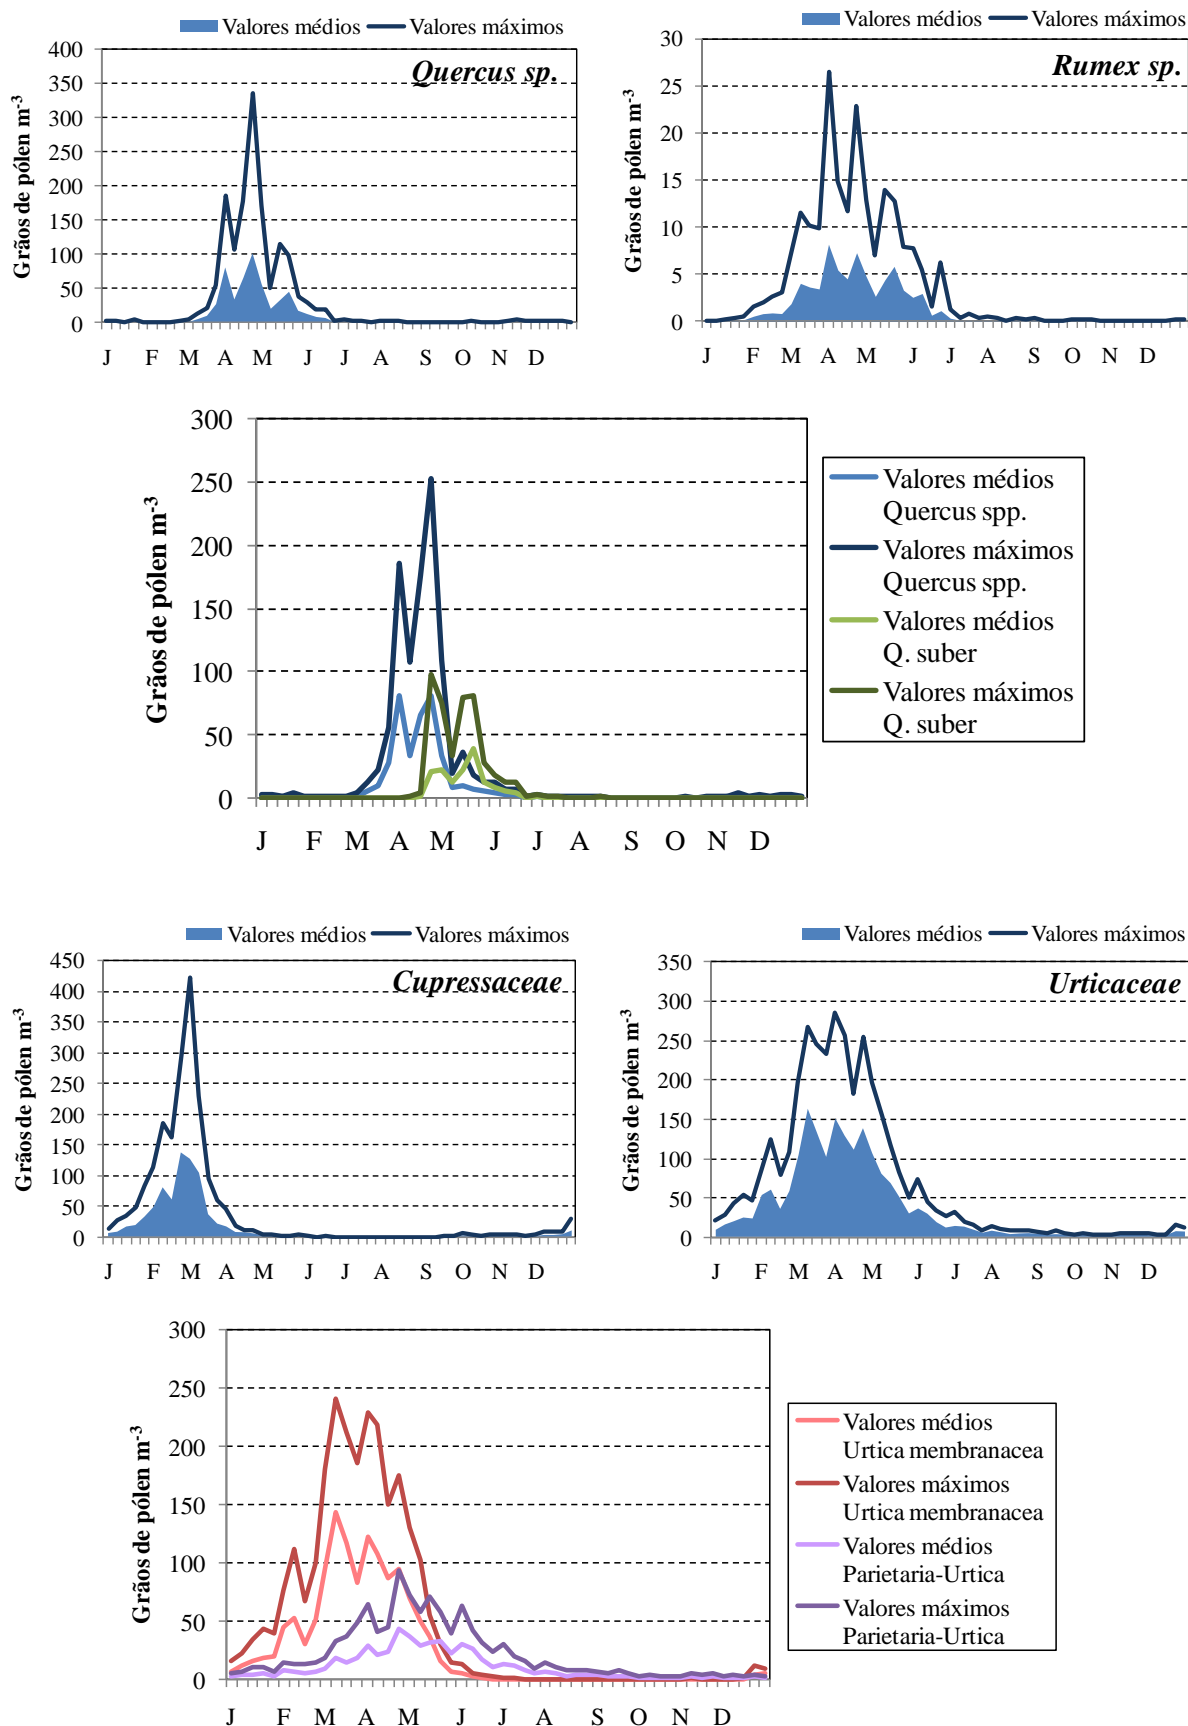 Valores médios Valores máximos
Quercus sp.
Grãos de pólen m-3
400
350
300
250
200
150
100
50
0
J F M A M J J A S O N D
Valores médios Valores máximos
Rumex sp.
Grãos de pólen m-3
30
25
20
15
10
5
0
J F M A M J J A S O N D
Grãos de pólen m-3
300
250
200
150
100
50
0
J F M A M J J A S O N D
Valores médios
Quercus spp.
Valores máximos
Quercus spp.
Valores médios
Q. suber
Valores máximos
Q. suber
Valores médios Valores máximos
Cupressaceae
Grãos de pólen m-3
450
400
350
300
250
200
150
100
50
0
J F M A M J J A S O N D
Valores médios Valores máximos
Urticaceae
Grãos de pólen m-3
350
300
250
200
150
100
50
0
J F M A M J J A S O N D
Grãos de pólen m-3
300
250
200
150
100
50
0
J F M A M J J A S O N D
Valores médios
Urtica membranacea
Valores máximos
Urtica membranacea
Valores médios
Parietaria-Urtica
Valores máximos
Parietaria-Urtica